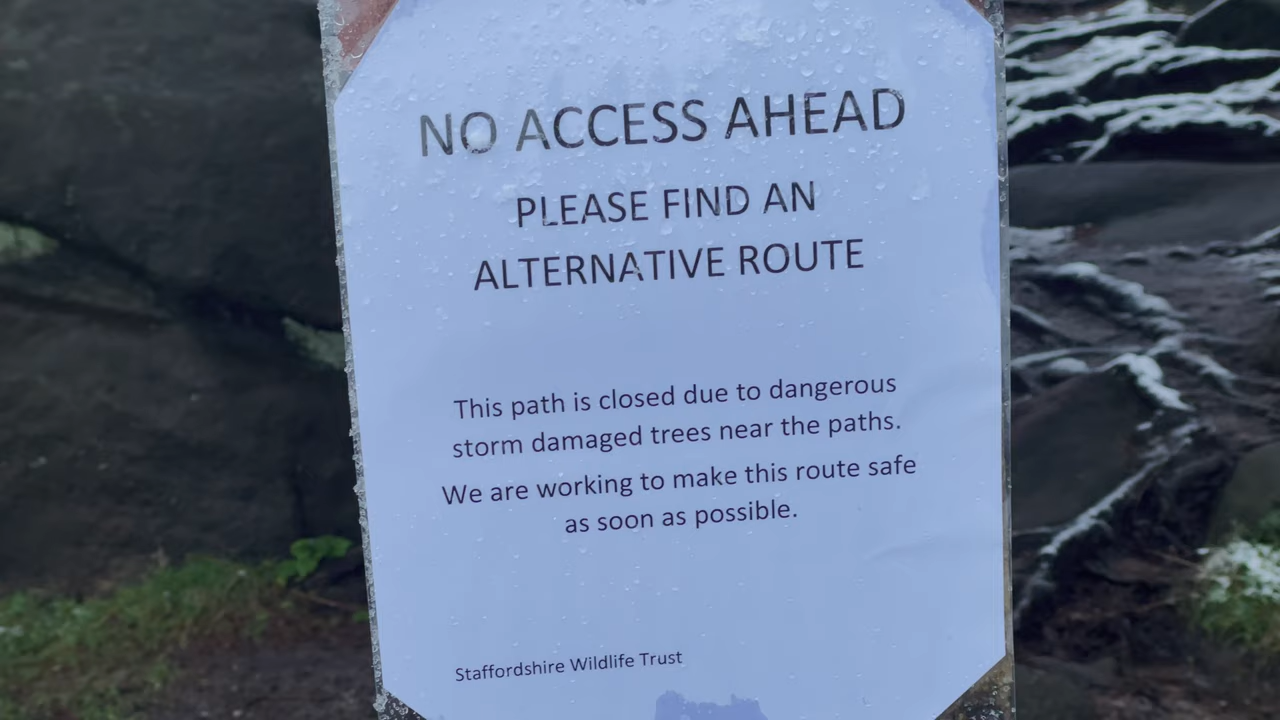 NO ACCESS AHEAD
PLEASE FIND AN
ALTERNATIVE ROUTE
This path is closed due to dangerous
storm damaged trees near the paths.
We are working to make this route safe
as soon as possible.
Staffordshire Wildlife Trust